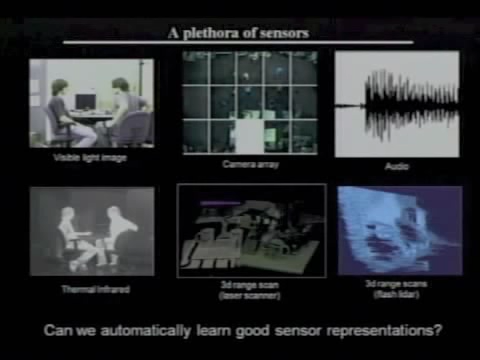 A plethora of sensors
Visible light image
Camera array
Audio
Thermal Infrared
3d range scan
(laser scanner)
3d range scans
(flash lidar)
Can we automatically learn good sensor representations?